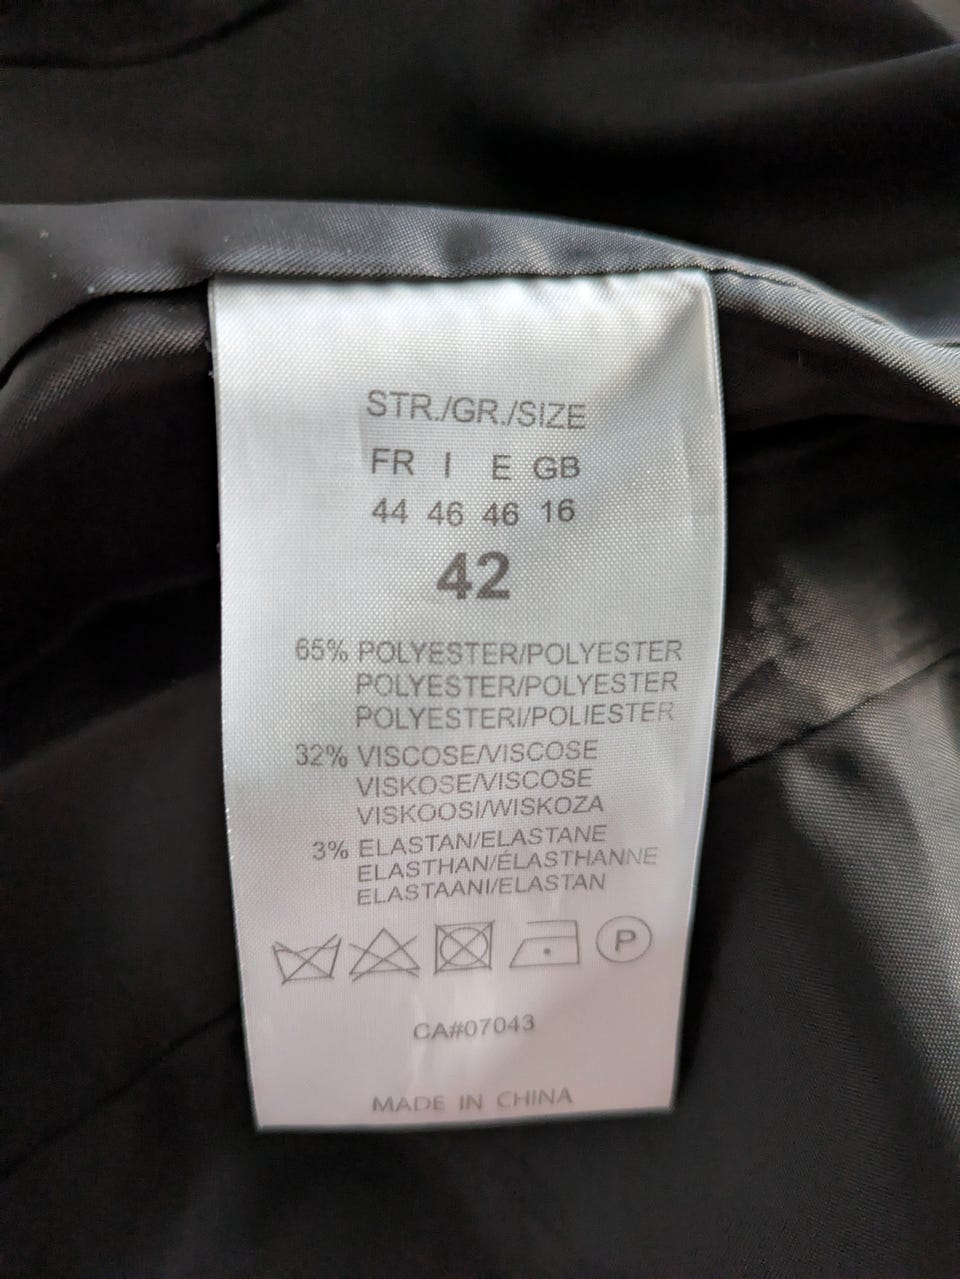 STR./GR./SIZE
FR I E GB
44 46 46 16
42
65% POLYESTER/POLYESTER
POLYESTER/POLYESTER
POLYESTERI/POLIESTER
32% VISCOSE/VISCOSE
VISKOSE/VISCOSE
VISKOOSI/WISKOZA
3% ELASTAN/ELASTANE
ELASTHAN/ÉLASTHANNE
ELASTAANI/ELASTAN
P
CA#07043
MADE IN CHINA